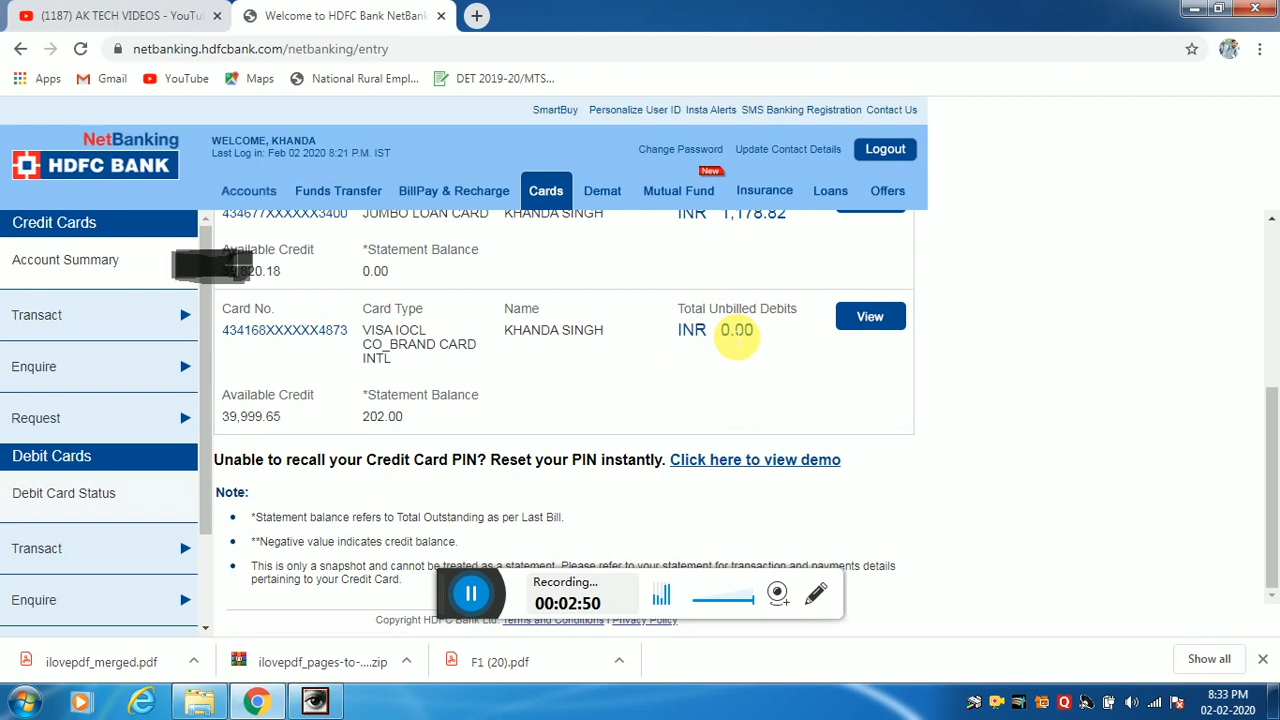 (1187) AK TECH VIDEOS - YouTu
Welcome to HDFC Bank NetBank
netbanking.hdfcbank.com/netbanking/entry
Apps Gmail YouTube Maps National Rural Empl... DET 2019-20/MTS...
SmartBuy Personalize User ID Insta Alerts SMS Banking Registration Contact Us
NetBanking
HDFC BANK
WELCOME, KHANDA
Last Log in: Feb 02 2020 8:21 P.M. IST
Change Password Update Contact Details Logout
New
Accounts Funds Transfer BillPay & Recharge Cards Demat Mutual Fund Insurance Loans Offers
Credit Cards
Account Summary
Transact
Enquire
Request
Debit Cards
Debit Card Status
Transact
Enquire
434677XXXXXX3400 JUMBO LOAN CARD KHANDA SINGH INR 1,178.82
Available Credit *Statement Balance
39,820.18 0.00
Card No. Card Type Name Total Unbilled Debits
434168XXXXXX4873 VISA IOCL KHANDA SINGH INR 0.00 View
CO_BRAND CARD
INTL
Available Credit *Statement Balance
39,999.65 202.00
Unable to recall your Credit Card PIN? Reset your PIN instantly. Click here to view demo
Note:
*Statement balance refers to Total Outstanding as per Last Bill.
**Negative value indicates credit balance.
This is only a snapshot and cannot be treated as a statement. Please refer to your statement for transaction and payments details
pertaining to your Credit Card.
Recording...
00:02:50
Copyright HDFC Bank Ltd. Terms and Conditions | Privacy Policy
ilovepdf_merged.pdf
ilovepdf_pages-to-....zip
F1 (20).pdf
Show all
8:33 PM
02-02-2020